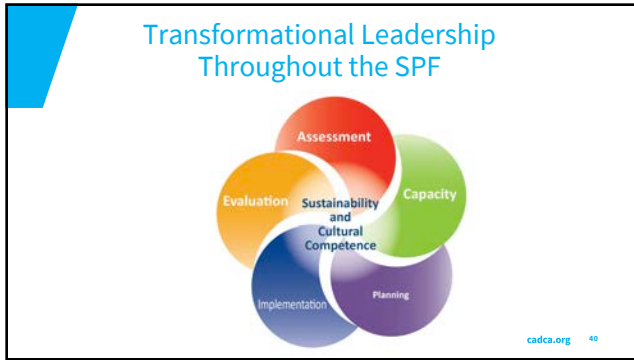 Transformational Leadership
Throughout the SPF
Assessment
Capacity
Evaluation
Sustainability
and
Cultural
Competence
Implementation
Planning
cadca.org 40